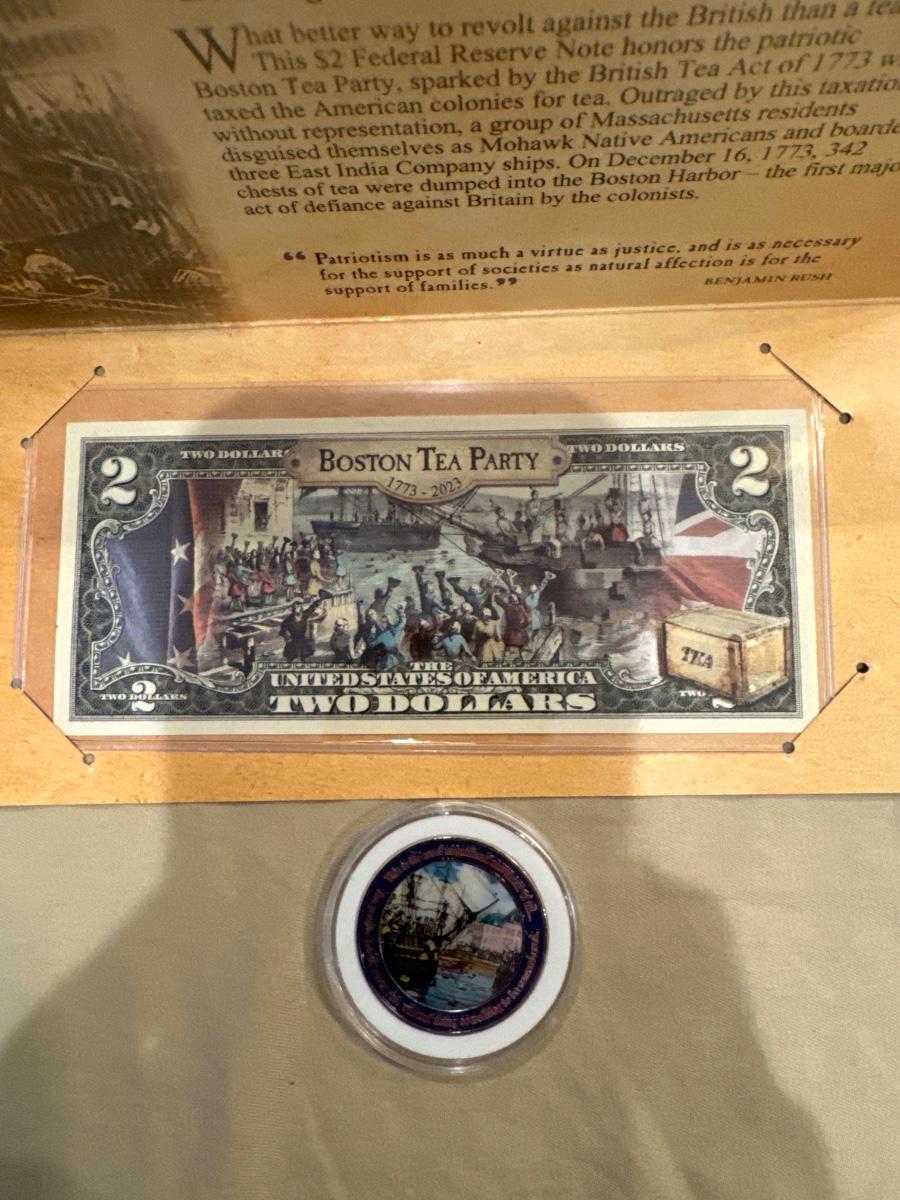 What better way to revolt against the British than a tea
This $2 Federal Reserve Note honors the patriotic
Boston Tea Party, sparked by the British Tea Act of 1773 w
taxed the American colonies for tea. Outraged by this taxatio
without representation, a group of Massachusetts residents
disguised themselves as Mohawk Native Americans and boarde
three East India Company ships. On December 16, 1773, 342
chests of tea were dumped into the Boston Harbor – the first majo
act of defiance against Britain by the colonists.
“ Patriotism is as much a virtue as justice, and is as necessary
for the support of societies as natural affection is for the
support of families.”
BENJAMIN RUSH
2 TWO DOLLARS BOSTON TEA PARTY TWO DOLLARS 2
1773 - 2023
TEA
THE
UNITED STATES OF AMERICA
TWO DOLLARS 2 TWO DOLLARS TWO 2